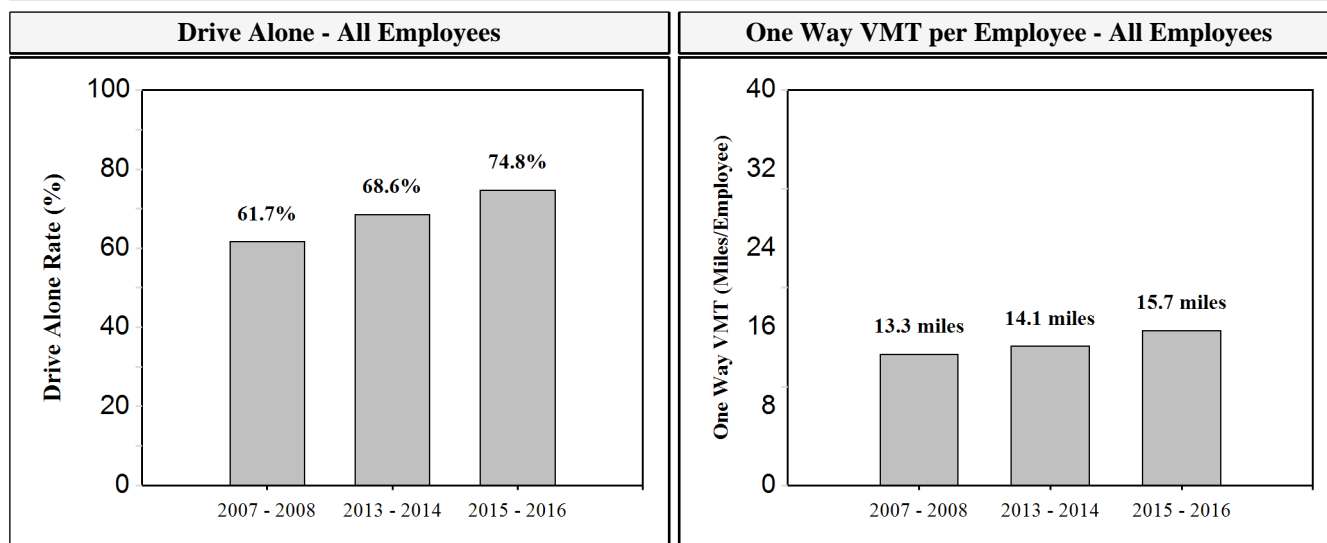 Drive Alone - All Employees
100
80
60
40
20
0
Drive Alone Rate (%)
61.7%
68.6%
74.8%
2007 - 2008
2013 - 2014
2015 - 2016
One Way VMT per Employee - All Employees
40
32
24
16
8
0
One Way VMT (Miles/Employee)
13.3 miles
14.1 miles
15.7 miles
2007 - 2008
2013 - 2014
2015 - 2016